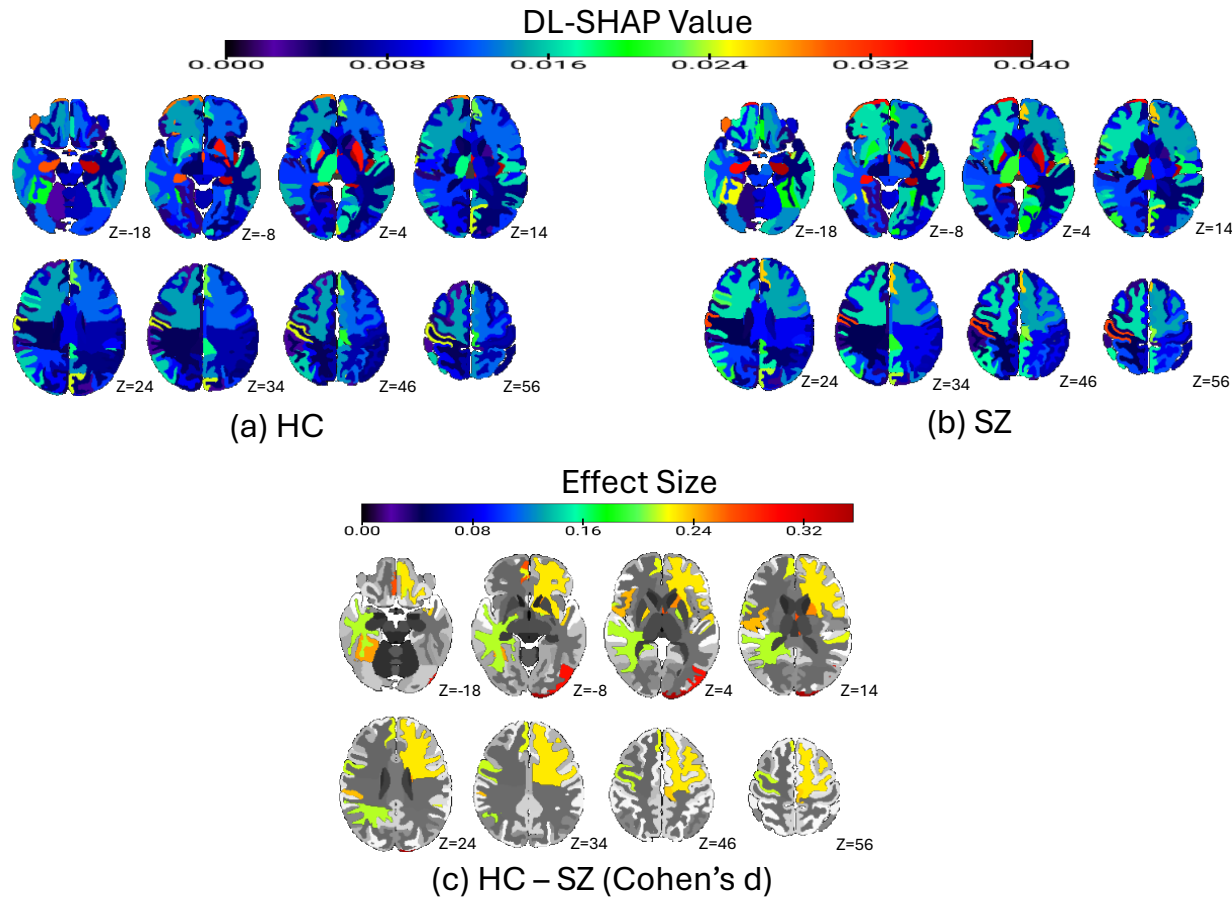 DL-SHAP Value
0.000 0.008 0.016 0.024 0.032 0.040
Z=-18 Z=-8 Z=4 Z=14
Z=24 Z=34 Z=46 Z=56
(a) HC
Z=-18 Z=-8 Z=4 Z=14
Z=24 Z=34 Z=46 Z=56
(b) SZ
Effect Size
0.00 0.08 0.16 0.24 0.32
Z=-18 Z=-8 Z=4 Z=14
Z=24 Z=34 Z=46 Z=56
(c) HC – SZ (Cohen’s d)